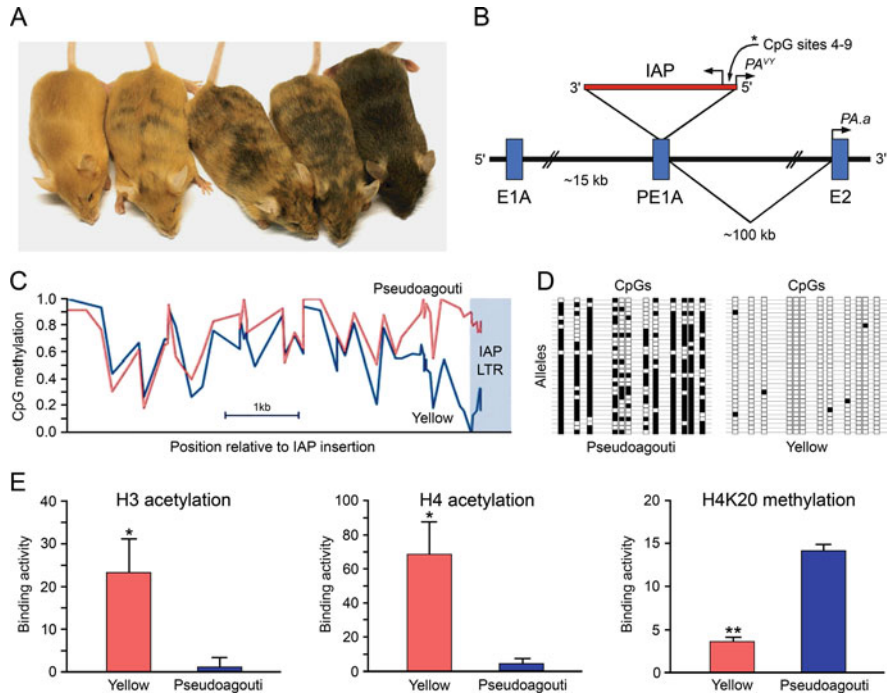 A
B
*
CpG sites 4-9
IAP
PAVY
3'
5'
PA.a
5'
3'
~15 kb
E1A
PE1A
E2
~100 kb
C
Pseudoagouti
1.0
0.8
0.6
0.4
0.2
0.0
CpG methylation
IAP
LTR
1kb
Yellow
Position relative to IAP insertion
D
CpGs
CpGs
Alleles
Pseudoagouti
Yellow
E
H3 acetylation
40
30
20
10
0
Binding activity
*
Yellow
Pseudoagouti
H4 acetylation
100
80
60
40
20
0
Binding activity
*
Yellow
Pseudoagouti
H4K20 methylation
20
15
10
5
0
Binding activity
**
Yellow
Pseudoagouti